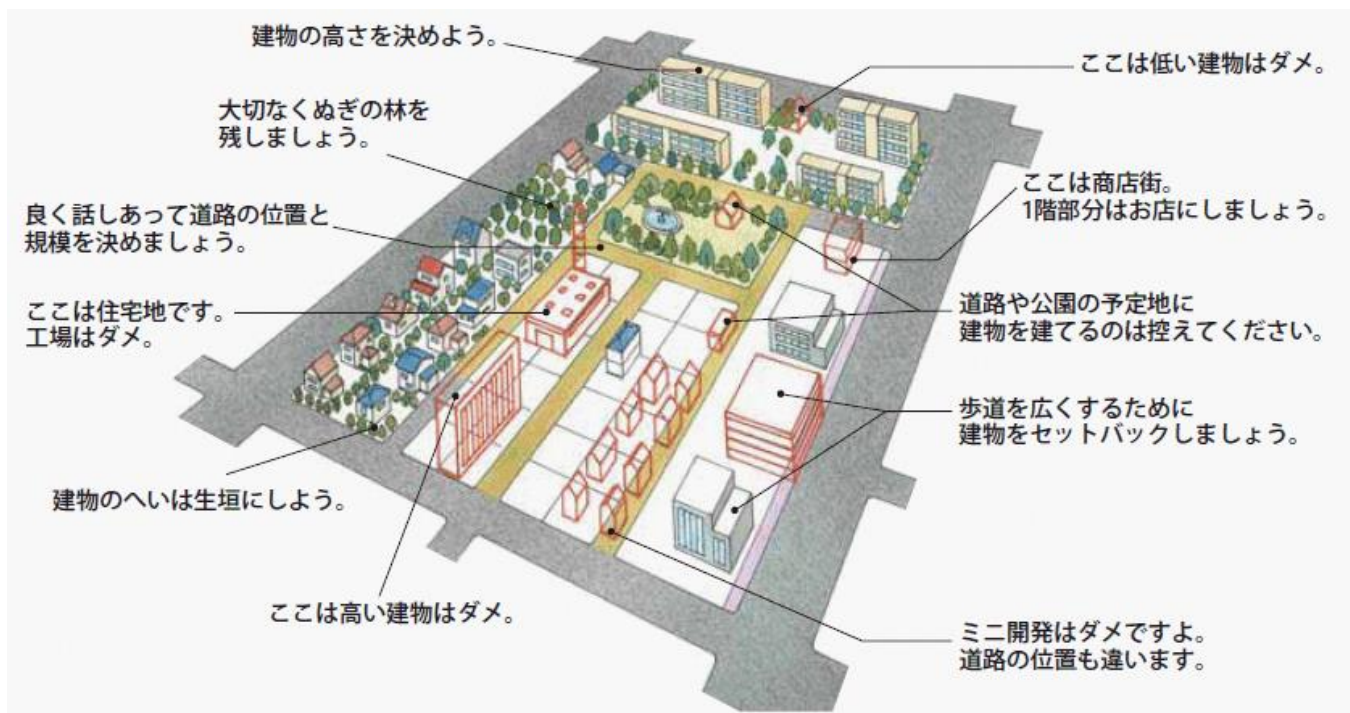 建物の高さを決めよう。
ここは低い建物はダメ。
大切なくぬぎの林を
残しましょう。
ここは商店街。
1階部分はお店にしましょう。
良く話しあって道路の位置と
規模を決めましょう。
ここは住宅地です。
工場はダメ。
道路や公園の予定地に
建物を建てるのは控えてください。
歩道を広くするために
建物をセットバックしましょう。
建物のへいは生垣にしよう。
ここは高い建物はダメ。
ミニ開発はダメですよ。
道路の位置も違います。